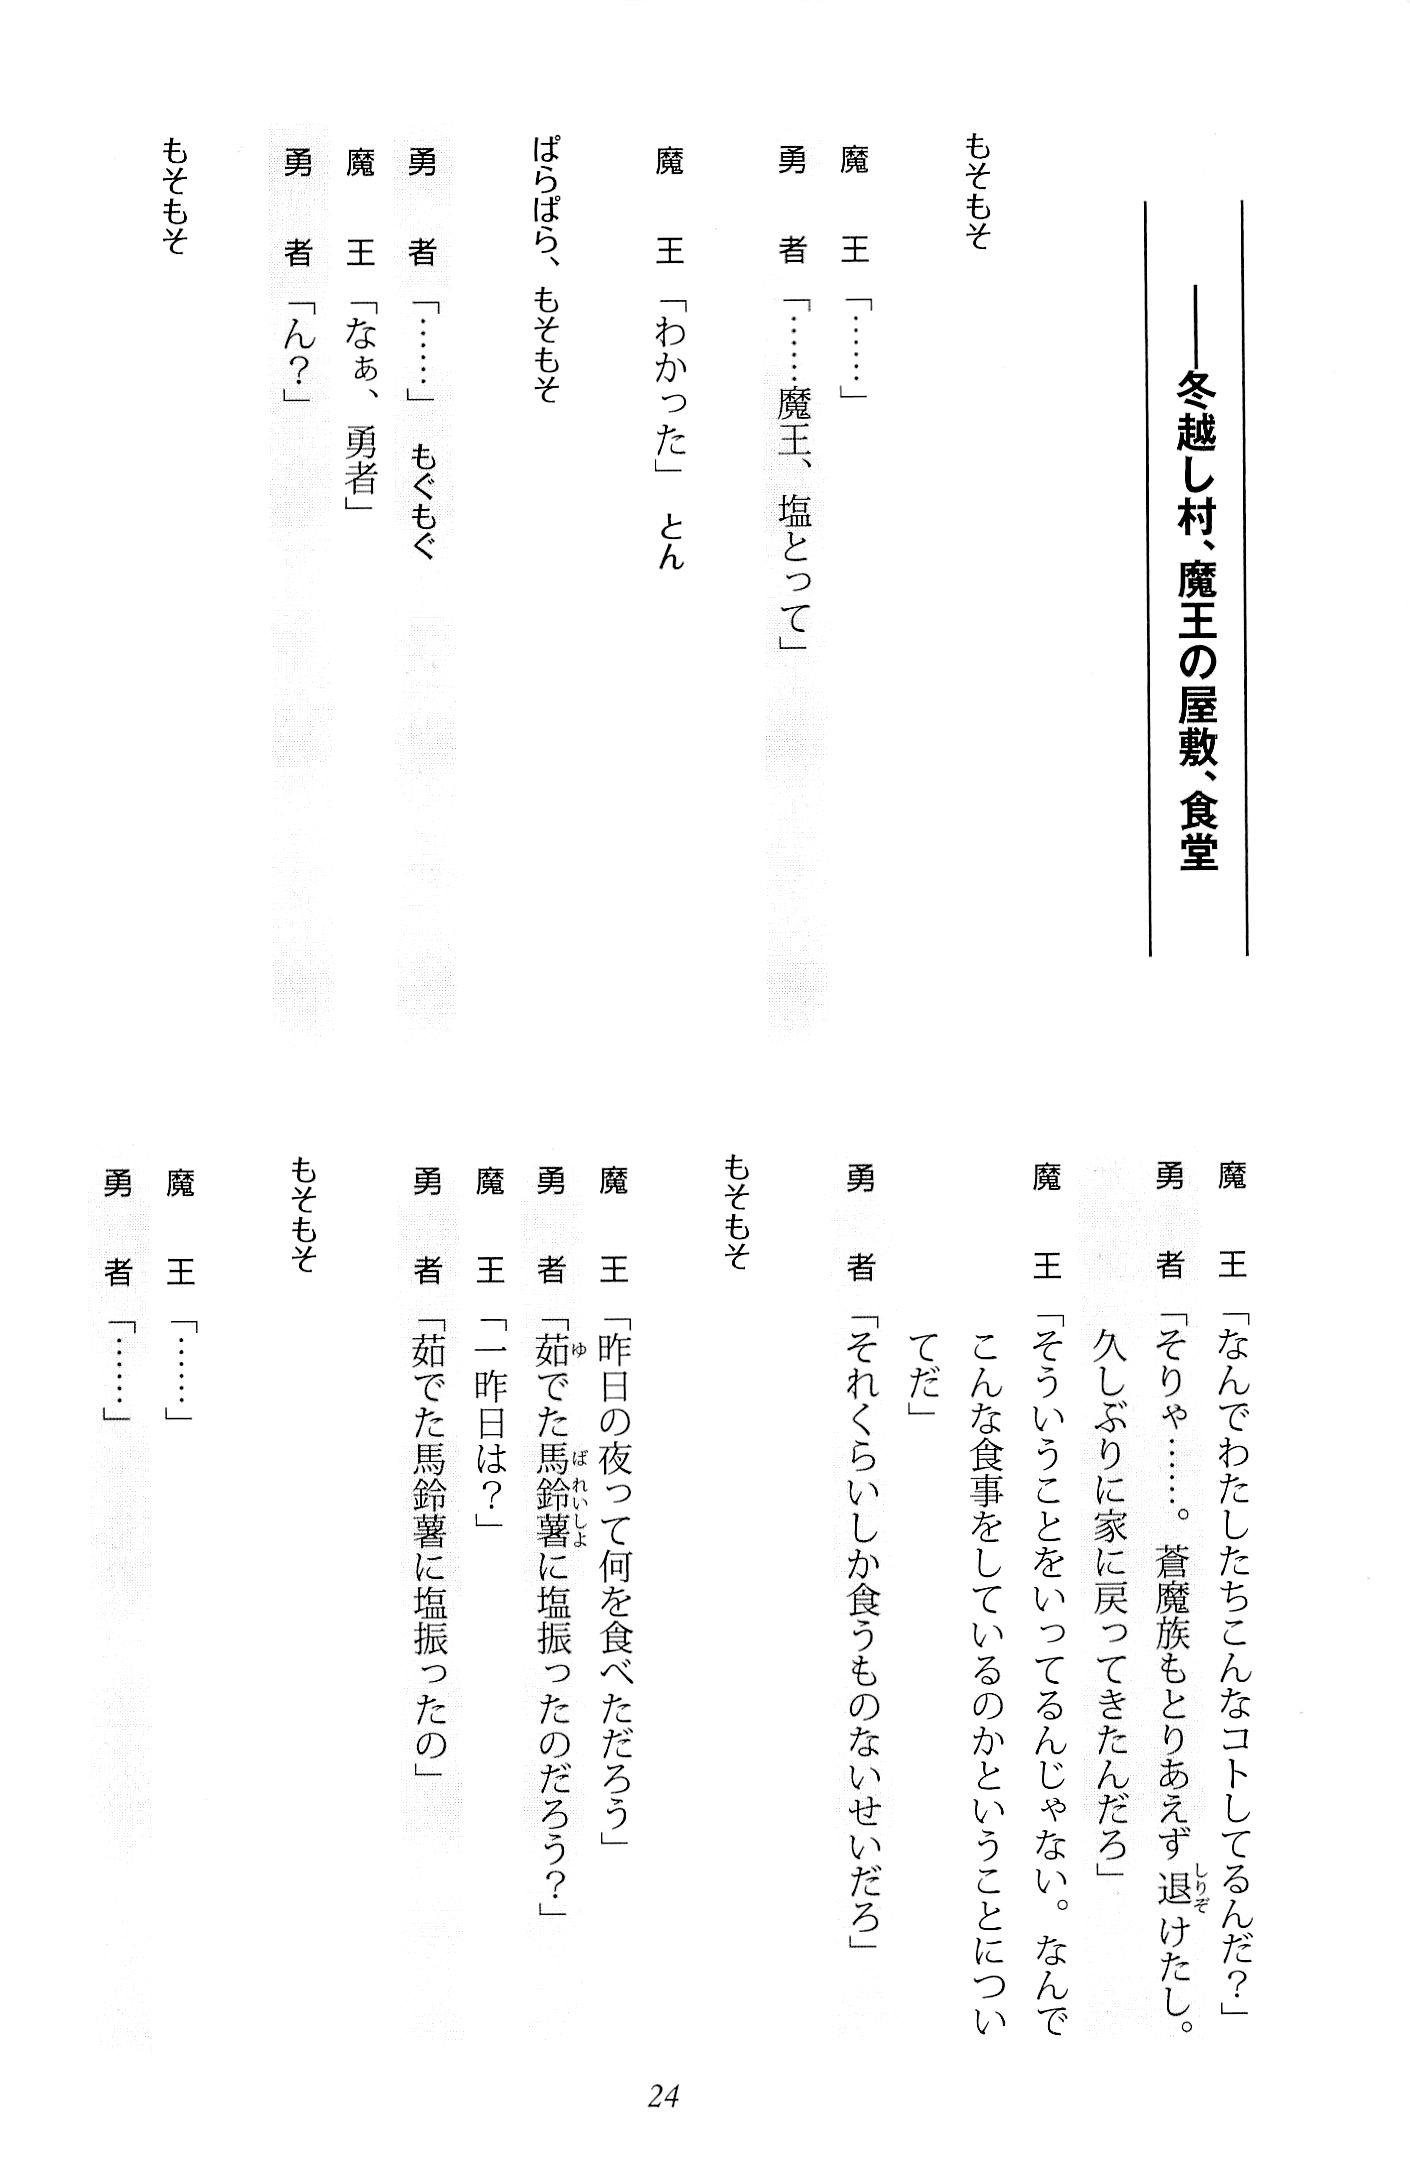 ――冬越し村、魔王の屋敷、食堂
もそもそ
魔王「……」
勇者「……魔王、塩とって」
魔王「わかった」 とん
ぱらぱら、もそもそ
勇者「……」 もぐもぐ
魔王「なぁ、勇者」
勇者「ん？」
もそもそ
魔王「なんでわたしたちこんなコトしてるんだ？」
勇者「そりゃ……。蒼魔族もとりあえず退けたし。
久しぶりに家に戻ってきたんだろ」
魔王「そういうことをいってるんじゃない。なんで
こんな食事をしているのかということについ
てだ」
勇者「それくらいしか食うものないせいだろ」
もそもそ
魔王「昨日の夜って何を食べただろう」
勇者「茹でた馬鈴薯に塩振ったのだろう？」
魔王「一昨日は？」
勇者「茹でた馬鈴薯に塩振ったの」
もそもそ
魔王「……」
勇者「……」
24